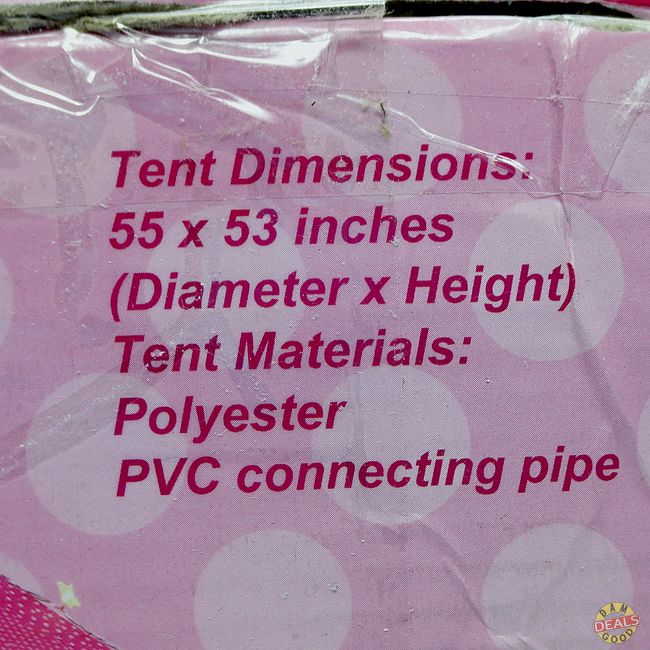 Tent Dimensions:
55 x 53 inches
(Diameter x Height)
Tent Materials:
Polyester
PVC connecting pipe
DAM
DEALS
GOOD